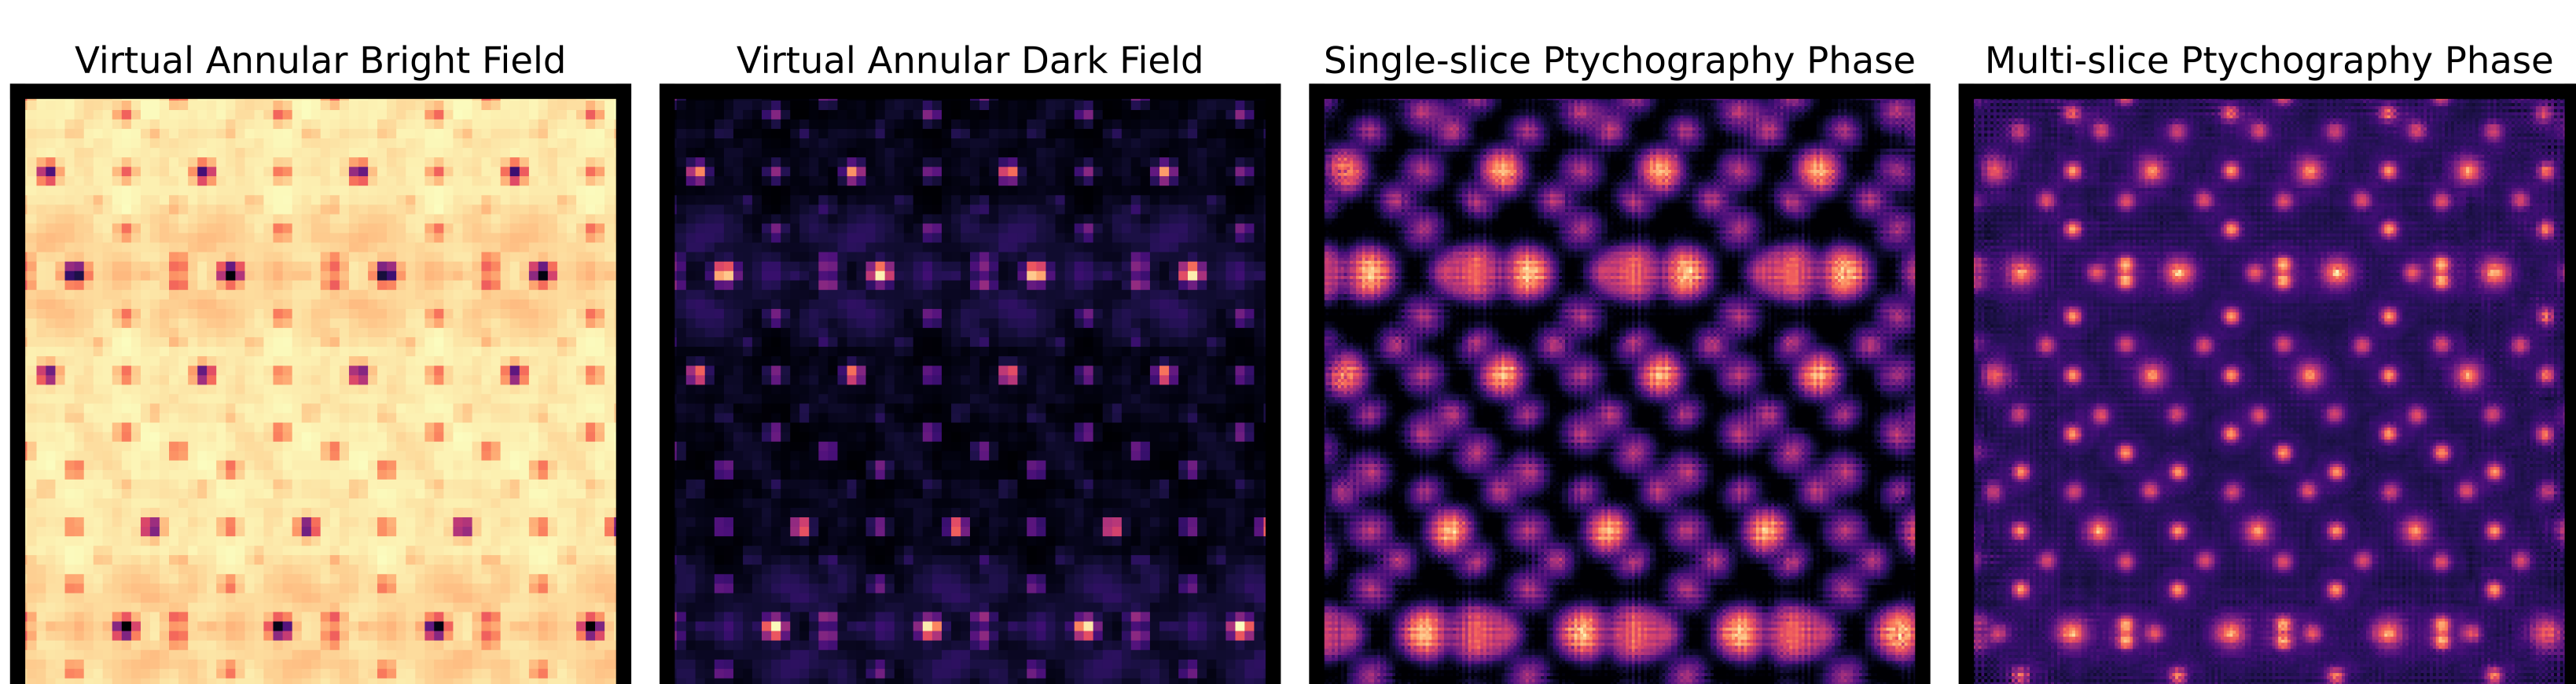 Virtual Annular Bright Field
Virtual Annular Dark Field
Single-slice Ptychography Phase
Multi-slice Ptychography Phase